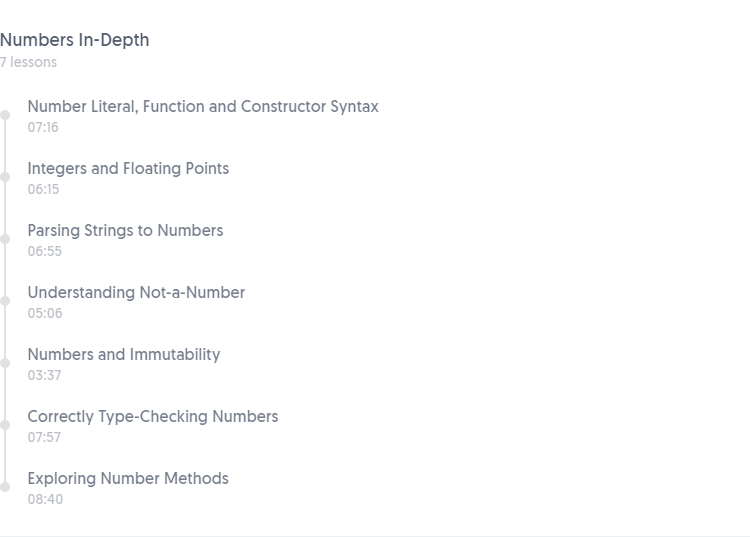 Numbers In-Depth
7 lessons
Number Literal, Function and Constructor Syntax
07:16
Integers and Floating Points
06:15
Parsing Strings to Numbers
06:55
Understanding Not-a-Number
05:06
Numbers and Immutability
03:37
Correctly Type-Checking Numbers
07:57
Exploring Number Methods
08:40